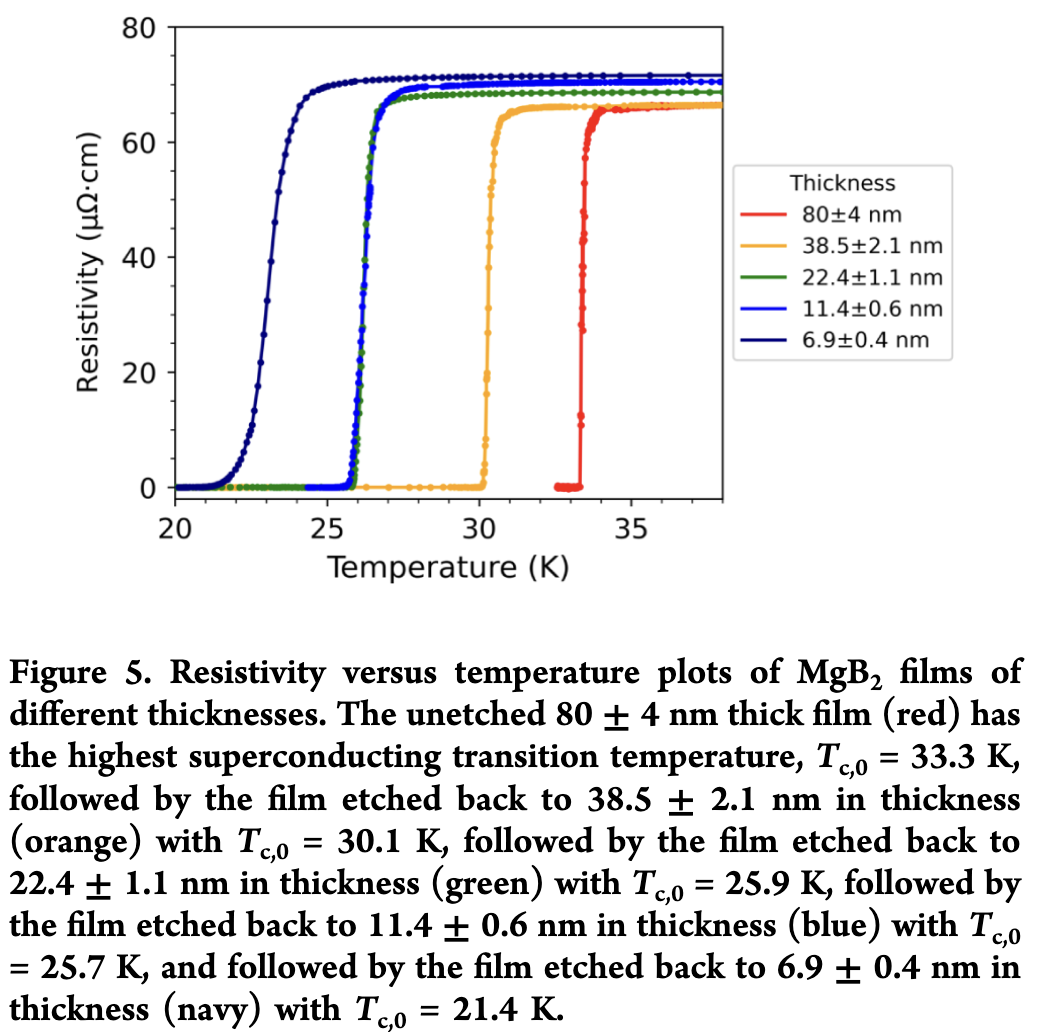 80
60
40
20
0
Resistivity (μΩ·cm)
20 25 30 35
Temperature (K)
Thickness
80±4 nm
38.5±2.1 nm
22.4±1.1 nm
11.4±0.6 nm
6.9±0.4 nm
Figure 5. Resistivity versus temperature plots of MgB₂ films of
different thicknesses. The unetched 80 ± 4 nm thick film (red) has
the highest superconducting transition temperature, T_c,0 = 33.3 K,
followed by the film etched back to 38.5 ± 2.1 nm in thickness
(orange) with T_c,0 = 30.1 K, followed by the film etched back to
22.4 ± 1.1 nm in thickness (green) with T_c,0 = 25.9 K, followed by
the film etched back to 11.4 ± 0.6 nm in thickness (blue) with T_c,0
= 25.7 K, and followed by the film etched back to 6.9 ± 0.4 nm in
thickness (navy) with T_c,0 = 21.4 K.